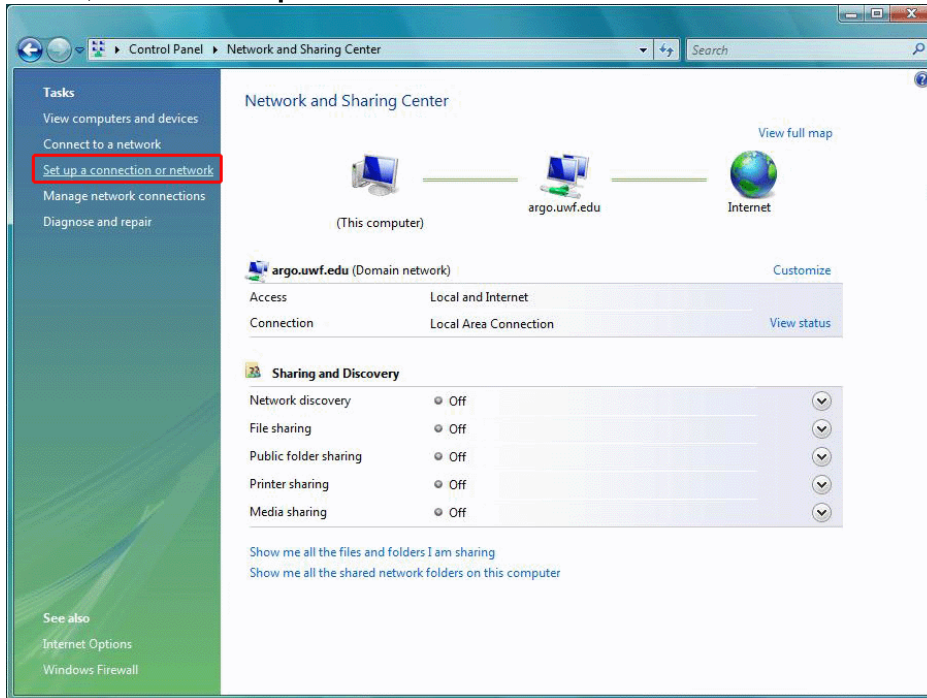 Control Panel ▸ Network and Sharing Center
Search
Tasks
View computers and devices
Connect to a network
Set up a connection or network
Manage network connections
Diagnose and repair
See also
Internet Options
Windows Firewall
Network and Sharing Center
View full map
(This computer)
argo.uwf.edu
Internet
argo.uwf.edu (Domain network) Customize
Access Local and Internet
Connection Local Area Connection View status
Sharing and Discovery
Network discovery Off
File sharing Off
Public folder sharing Off
Printer sharing Off
Media sharing Off
Show me all the files and folders I am sharing
Show me all the shared network folders on this computer